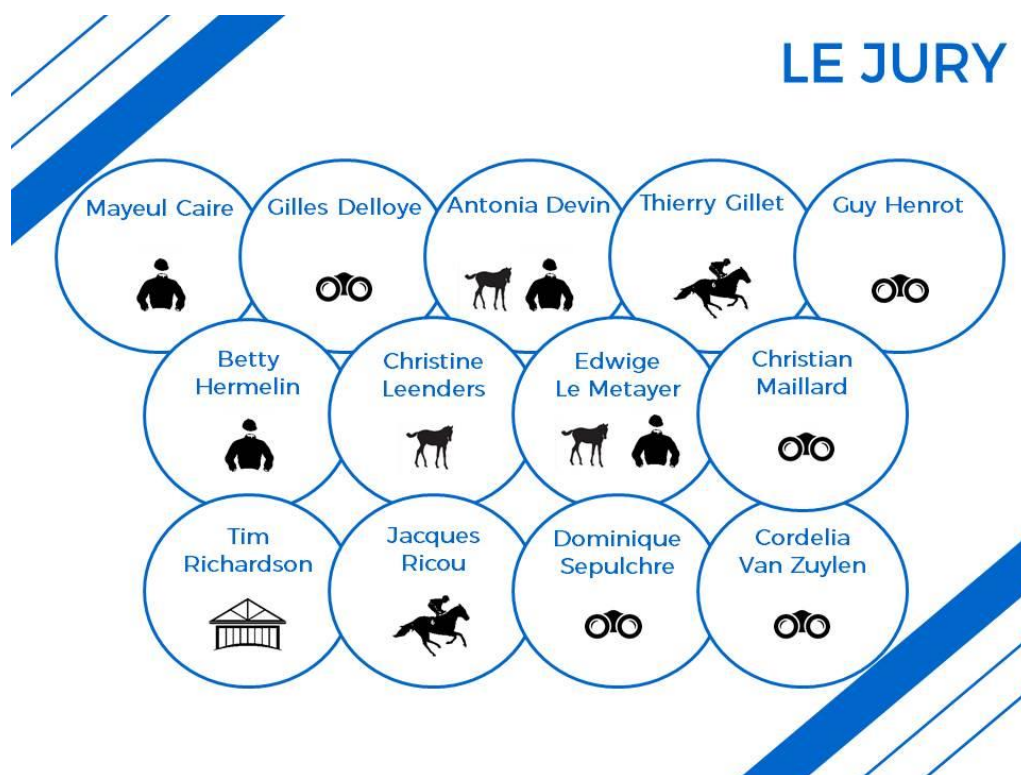 LE JURY
Mayeul Caire
Gilles Delloye
Antonia Devin
Thierry Gillet
Guy Henrot
Betty
Hermelin
Christine
Leenders
Edwige
Le Metayer
Christian
Maillard
Tim
Richardson
Jacques
Ricou
Dominique
Sepulchre
Cordelia
Van Zuylen